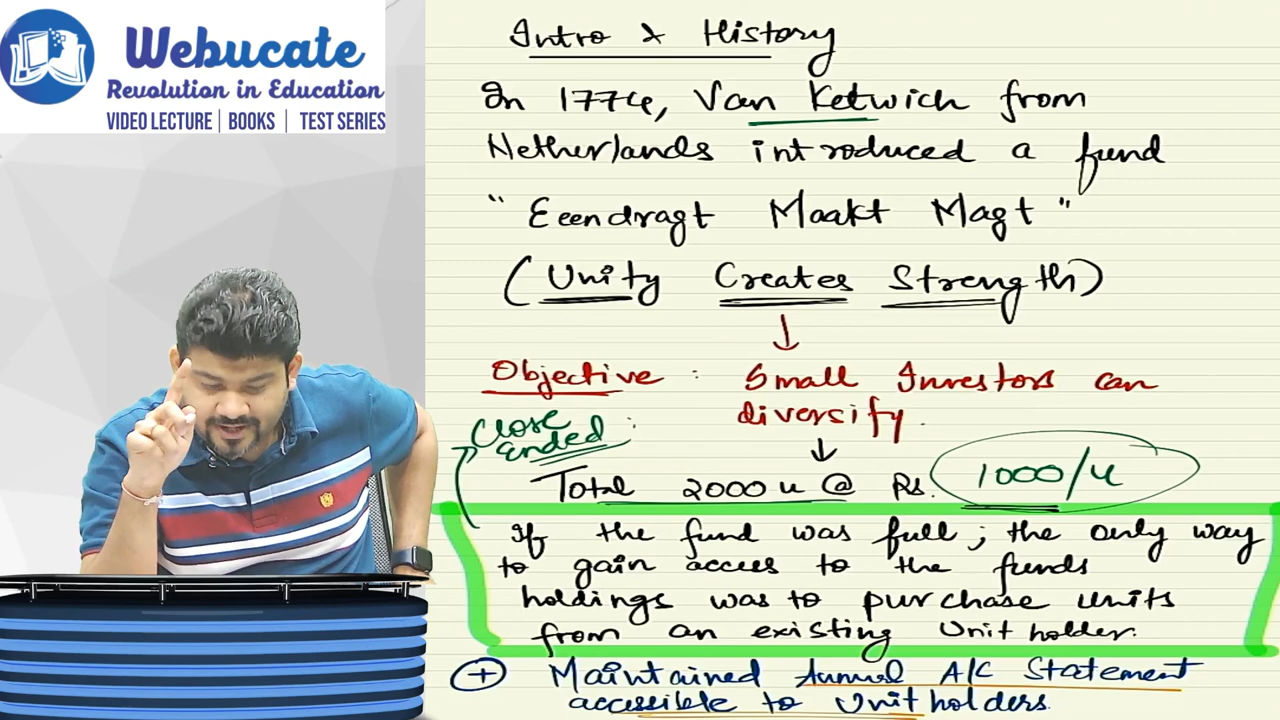 Webucate
Revolution in Education
VIDEO LECTURE | BOOKS | TEST SERIES
Intro & History
In 1774, Van Ketwich from
Netherlands introduced a fund
"Eeendragt Maakt Magt"
(Unity Creates Strength)
↓
Objective : Small Investors can
diversify.
Close
Ended :
↓
Total 2000 u @ Rs. 1000/u
If the fund was full; the only way
to gain accees to the funds
holdings was to purchase units
from an existing Unit holder.
+ Maintained Annual A/C Statement
accessible to Unit holders.